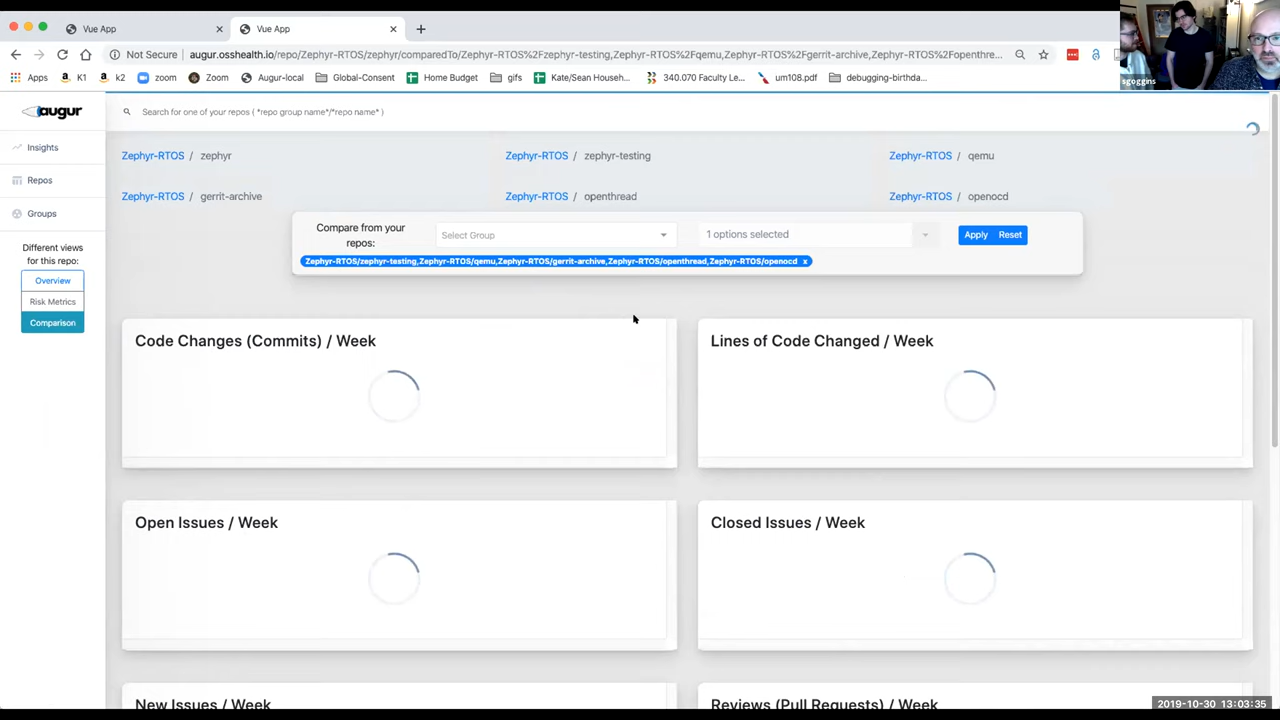 Vue App
Vue App
Not Secure | augur.osshealth.io/repo/Zephyr-RTOS/zephyr/comparedTo/Zephyr-RTOS%2Fzephyr-testing,Zephyr-RTOS%2Fqemu,Zephyr-RTOS%2Fgerrit-archive,Zephyr-RTOS%2Fopenthre...
Apps K1 k2 zoom Zoom Augur-local Global-Consent Home Budget gifs Kate/Sean Househ... 340.070 Faculty Le... um108.pdf debugging-birthda...
sgoggins
augur
Search for one of your repos ( *repo group name*/*repo name* )
Insights
Repos
Groups
Different views
for this repo:
Overview
Risk Metrics
Comparison
Zephyr-RTOS / zephyr
Zephyr-RTOS / zephyr-testing
Zephyr-RTOS / qemu
Zephyr-RTOS / gerrit-archive
Zephyr-RTOS / openthread
Zephyr-RTOS / openocd
Compare from your
repos:
Select Group
1 options selected
Apply Reset
Zephyr-RTOS/zephyr-testing,Zephyr-RTOS/qemu,Zephyr-RTOS/gerrit-archive,Zephyr-RTOS/openthread,Zephyr-RTOS/openocd x
Code Changes (Commits) / Week
Lines of Code Changed / Week
Open Issues / Week
Closed Issues / Week
New Issues / Week
Reviews (Pull Requests) / Week
2019-10-30 13:03:35